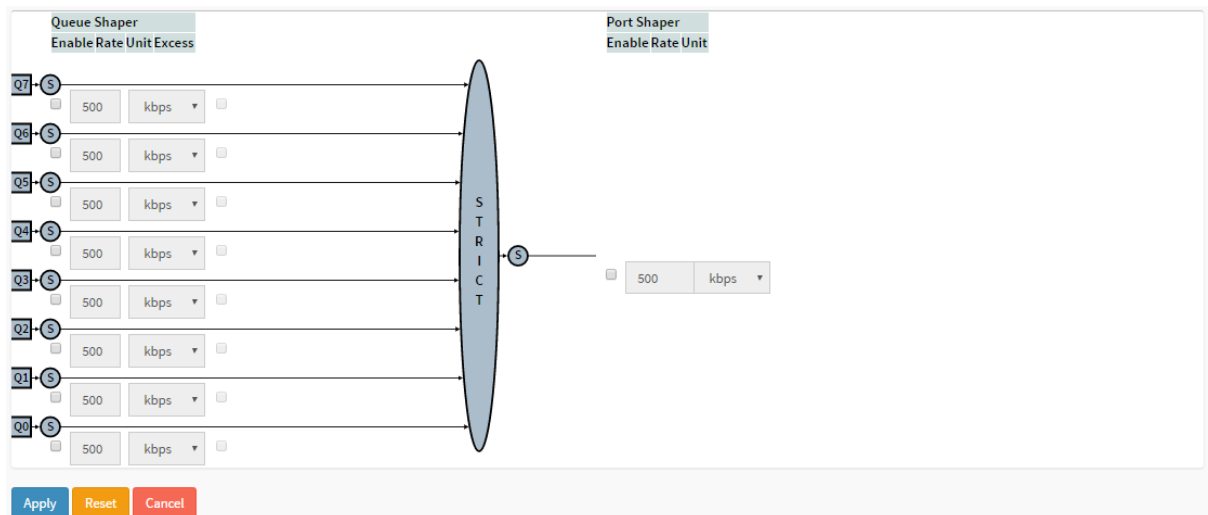 Queue Shaper Port Shaper
Enable Rate Unit Excess Enable Rate Unit
Q7 S
500 kbps
Q6 S
500 kbps
Q5 S
500 kbps
Q4 S
500 kbps
Q3 S
500 kbps
Q2 S
500 kbps
Q1 S
500 kbps
Q0 S
500 kbps
S
T
R
I
C
T
S
500 kbps
Apply Reset Cancel